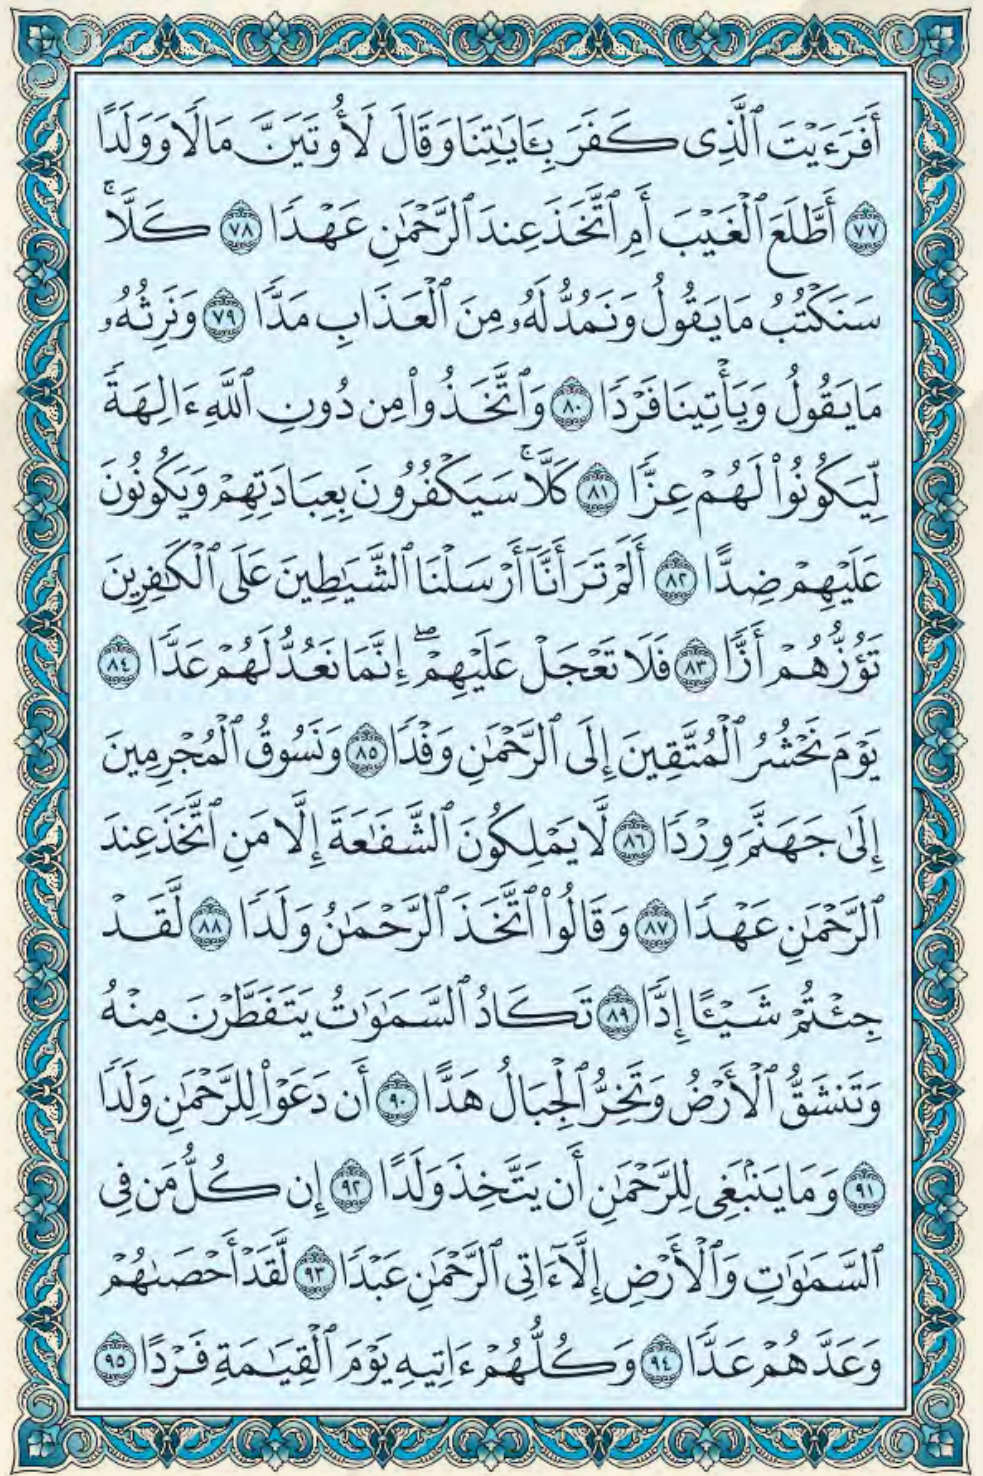 أَفَرَءَيْتَ ٱلَّذِى كَفَرَ بِـَٔايَـٰتِنَا وَقَالَ لَأُوتَيَنَّ مَالًا وَوَلَدًا
٧٧ أَطَّلَعَ ٱلْغَيْبَ أَمِ ٱتَّخَذَ عِندَ ٱلرَّحْمَـٰنِ عَهْدًا ٧٨ كَلَّا ۚ
سَنَكْتُبُ مَا يَقُولُ وَنَمُدُّ لَهُۥ مِنَ ٱلْعَذَابِ مَدًّا ٧٩ وَنَرِثُهُۥ
مَا يَقُولُ وَيَأْتِينَا فَرْدًا ٨٠ وَٱتَّخَذُوا۟ مِن دُونِ ٱللَّهِ ءَالِهَةً
لِّيَكُونُوا۟ لَهُمْ عِزًّا ٨١ كَلَّا ۚ سَيَكْفُرُونَ بِعِبَادَتِهِمْ وَيَكُونُونَ
عَلَيْهِمْ ضِدًّا ٨٢ أَلَمْ تَرَ أَنَّآ أَرْسَلْنَا ٱلشَّيَـٰطِينَ عَلَى ٱلْكَـٰفِرِينَ
تَؤُزُّهُمْ أَزًّا ٨٣ فَلَا تَعْجَلْ عَلَيْهِمْ ۖ إِنَّمَا نَعُدُّ لَهُمْ عَدًّا ٨٤
يَوْمَ نَحْشُرُ ٱلْمُتَّقِينَ إِلَى ٱلرَّحْمَـٰنِ وَفْدًا ٨٥ وَنَسُوقُ ٱلْمُجْرِمِينَ
إِلَىٰ جَهَنَّمَ وِرْدًا ٨٦ لَّا يَمْلِكُونَ ٱلشَّفَـٰعَةَ إِلَّا مَنِ ٱتَّخَذَ عِندَ
ٱلرَّحْمَـٰنِ عَهْدًا ٨٧ وَقَالُوا۟ ٱتَّخَذَ ٱلرَّحْمَـٰنُ وَلَدًا ٨٨ لَّقَدْ
جِئْتُمْ شَيْـًٔا إِدًّا ٨٩ تَكَادُ ٱلسَّمَـٰوَٰتُ يَتَفَطَّرْنَ مِنْهُ
وَتَنشَقُّ ٱلْأَرْضُ وَتَخِرُّ ٱلْجِبَالُ هَدًّا ٩٠ أَن دَعَوْا۟ لِلرَّحْمَـٰنِ وَلَدًا
٩١ وَمَا يَنۢبَغِى لِلرَّحْمَـٰنِ أَن يَتَّخِذَ وَلَدًا ٩٢ إِن كُلُّ مَن فِى
ٱلسَّمَـٰوَٰتِ وَٱلْأَرْضِ إِلَّآ ءَاتِى ٱلرَّحْمَـٰنِ عَبْدًا ٩٣ لَّقَدْ أَحْصَىٰهُمْ
وَعَدَّهُمْ عَدًّا ٩٤ وَكُلُّهُمْ ءَاتِيهِ يَوْمَ ٱلْقِيَـٰمَةِ فَرْدًا ٩٥